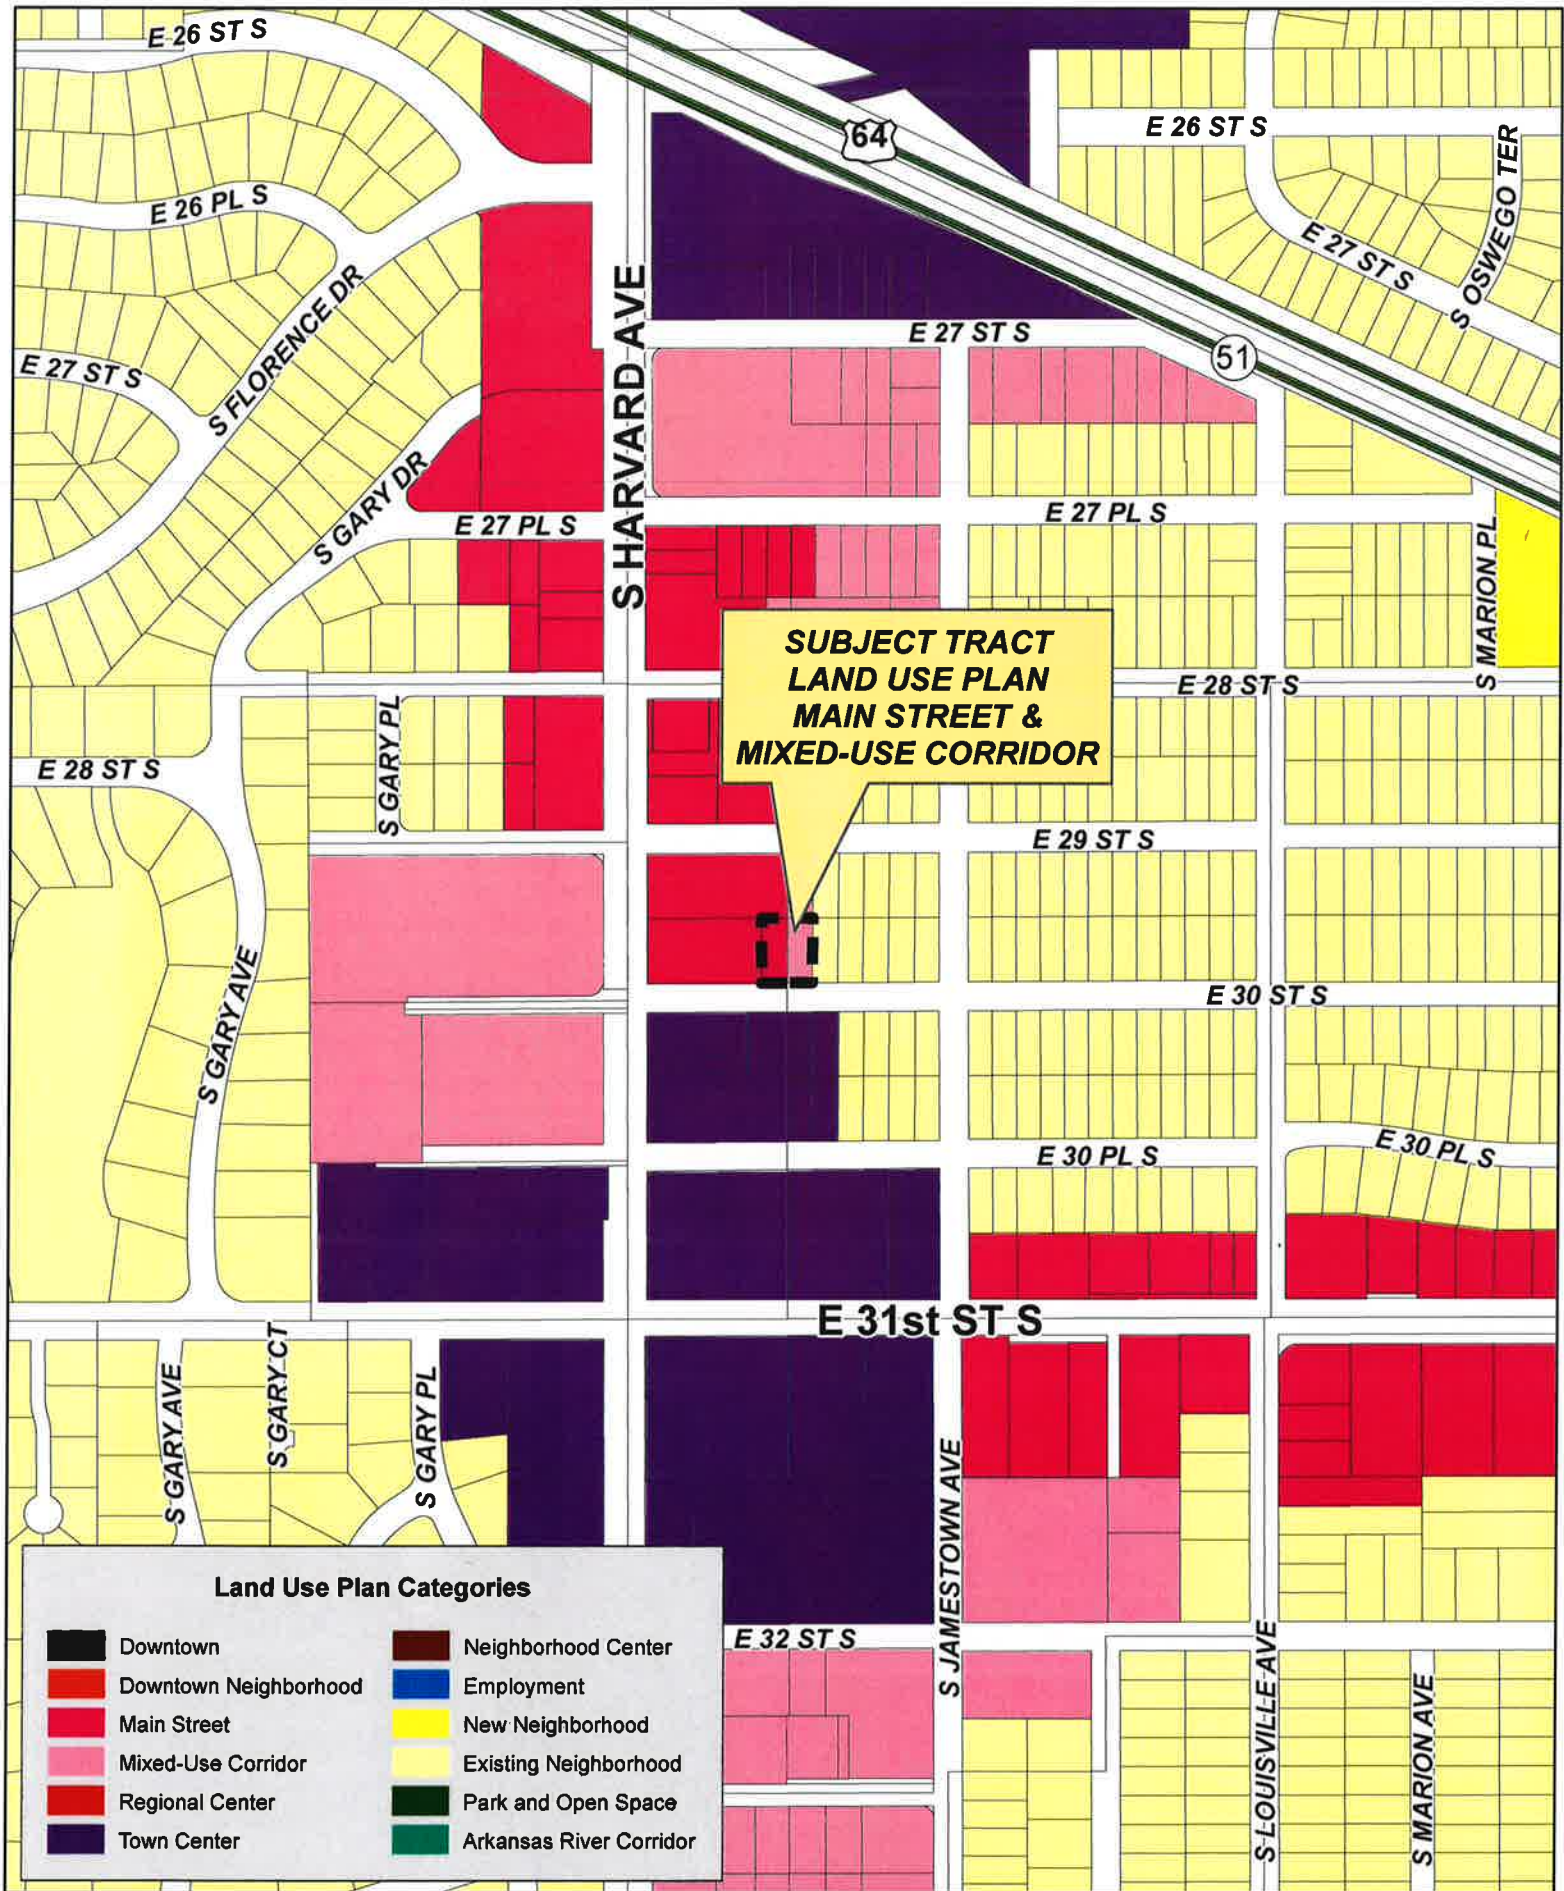 E 26 ST S
64
E 26 ST S
S OSWEGO TER
E 26 PL S
E 27 ST S
S FLORENCE DR
S HARVARD AVE
E 27 ST S
51
E 27 ST S
S GARY DR
E 27 PL S
E 27 PL S
S MARION PL
SUBJECT TRACT
LAND USE PLAN
MAIN STREET &
MIXED-USE CORRIDOR
E 28 ST S
S GARY PL
E 28 ST S
E 29 ST S
S GARY AVE
E 30 ST S
E 30 PL S
E 30 PL S
E 31st ST S
S GARY AVE
S GARY CT
S GARY PL
S JAMESTOWN AVE
E 32 ST S
S LOUISVILLE AVE
S MARION AVE
Land Use Plan Categories
Downtown
Downtown Neighborhood
Main Street
Mixed-Use Corridor
Regional Center
Town Center
Neighborhood Center
Employment
New Neighborhood
Existing Neighborhood
Park and Open Space
Arkansas River Corridor